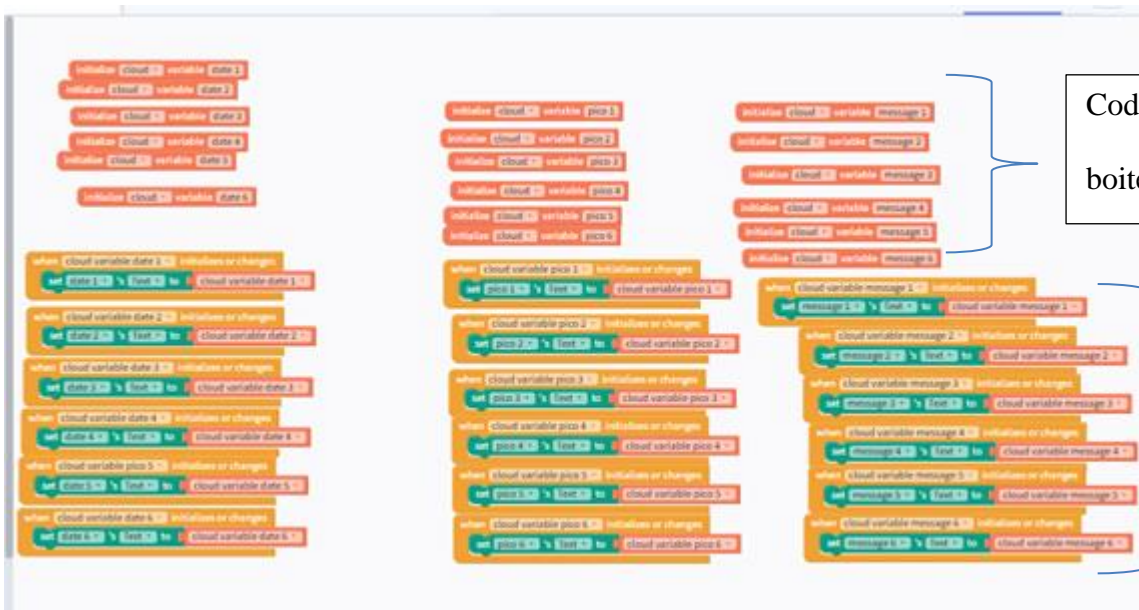 initialize cloud variable date 1
initialize cloud variable date 2
initialize cloud variable date 3
initialize cloud variable date 4
initialize cloud variable date 5
initialize cloud variable date 6
when cloud variable date 1 initializes or changes
set date 1 's Text to cloud variable date 1
when cloud variable date 2 initializes or changes
set date 2 's Text to cloud variable date 2
when cloud variable date 3 initializes or changes
set date 3 's Text to cloud variable date 3
when cloud variable date 4 initializes or changes
set date 4 's Text to cloud variable date 4
when cloud variable pico 5 initializes or changes
set date 5 's Text to cloud variable date 5
when cloud variable date 6 initializes or changes
set date 6 's Text to cloud variable date 6
initialize cloud variable pico 1
initialize cloud variable pico 2
initialize cloud variable pico 3
initialize cloud variable pico 4
initialize cloud variable pico 5
initialize cloud variable pico 6
when cloud variable pico 1 initializes or changes
set pico 1 's Text to cloud variable pico 1
when cloud variable pico 2 initializes or changes
set pico 2 's Text to cloud variable pico 2
when cloud variable pico 3 initializes or changes
set pico 3 's Text to cloud variable pico 3
when cloud variable pico 4 initializes or changes
set pico 4 's Text to cloud variable pico 4
when cloud variable pico 5 initializes or changes
set pico 5 's Text to cloud variable pico 5
when cloud variable pico 6 initializes or changes
set pico 6 's Text to cloud variable pico 6
initialize cloud variable message 1
initialize cloud variable message 2
initialize cloud variable message 3
initialize cloud variable message 4
initialize cloud variable message 5
initialize cloud variable message 6
when cloud variable message 1 initializes or changes
set message 1 's Text to cloud variable message 1
when cloud variable message 2 initializes or changes
set message 2 's Text to cloud variable message 2
when cloud variable message 3 initializes or changes
set message 3 's Text to cloud variable message 3
when cloud variable message 4 initializes or changes
set message 4 's Text to cloud variable message 4
when cloud variable message 5 initializes or changes
set message 5 's Text to cloud variable message 5
when cloud variable message 6 initializes or changes
set message 6 's Text to cloud variable message 6
Cod
boite